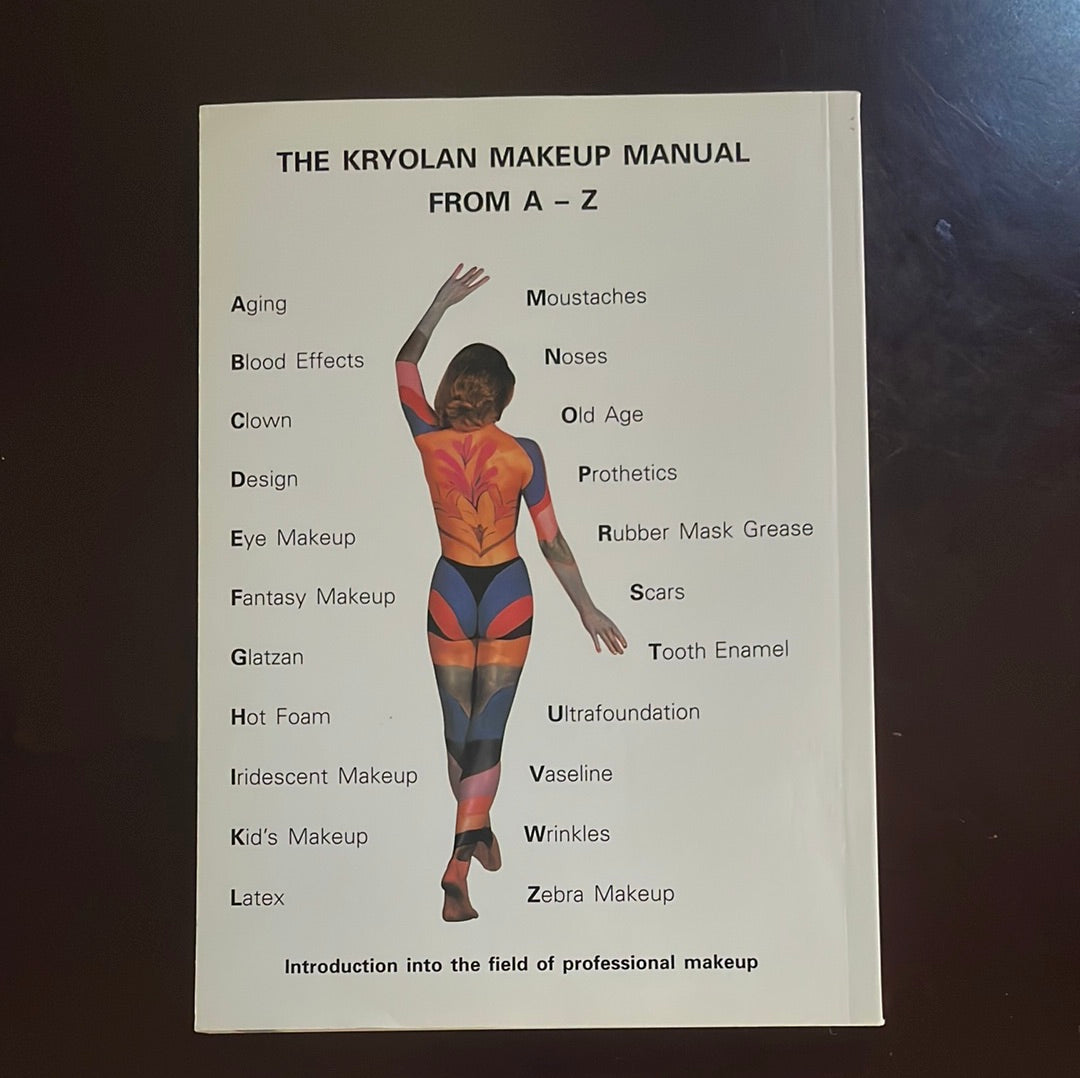 THE KRYOLAN MAKEUP MANUAL
FROM A – Z
Aging
Blood Effects
Clown
Design
Eye Makeup
Fantasy Makeup
Glatzan
Hot Foam
Iridescent Makeup
Kid's Makeup
Latex
Moustaches
Noses
Old Age
Prothetics
Rubber Mask Grease
Scars
Tooth Enamel
Ultrafoundation
Vaseline
Wrinkles
Zebra Makeup
Introduction into the field of professional makeup